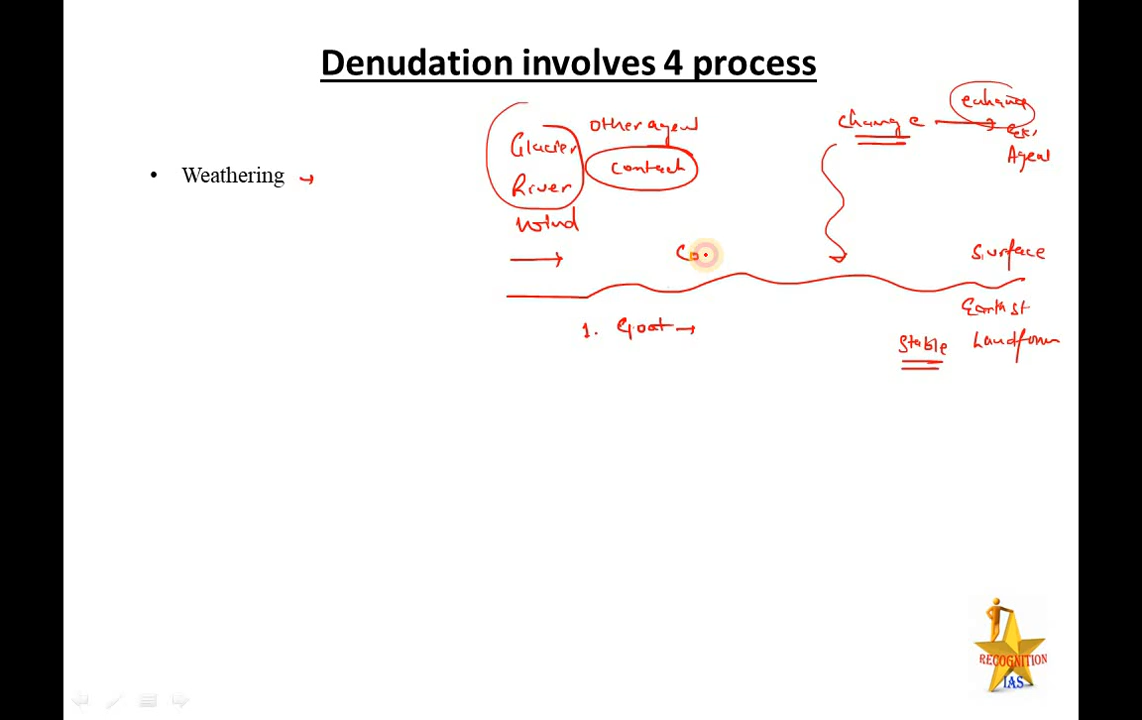 Denudation involves 4 process
• Weathering →
Glacier
River
Wind
other agent
contact
change →
Agent
Co
Surface
1. Goat →
Earth st
Stable
Landform
RECOGNITION
IAS